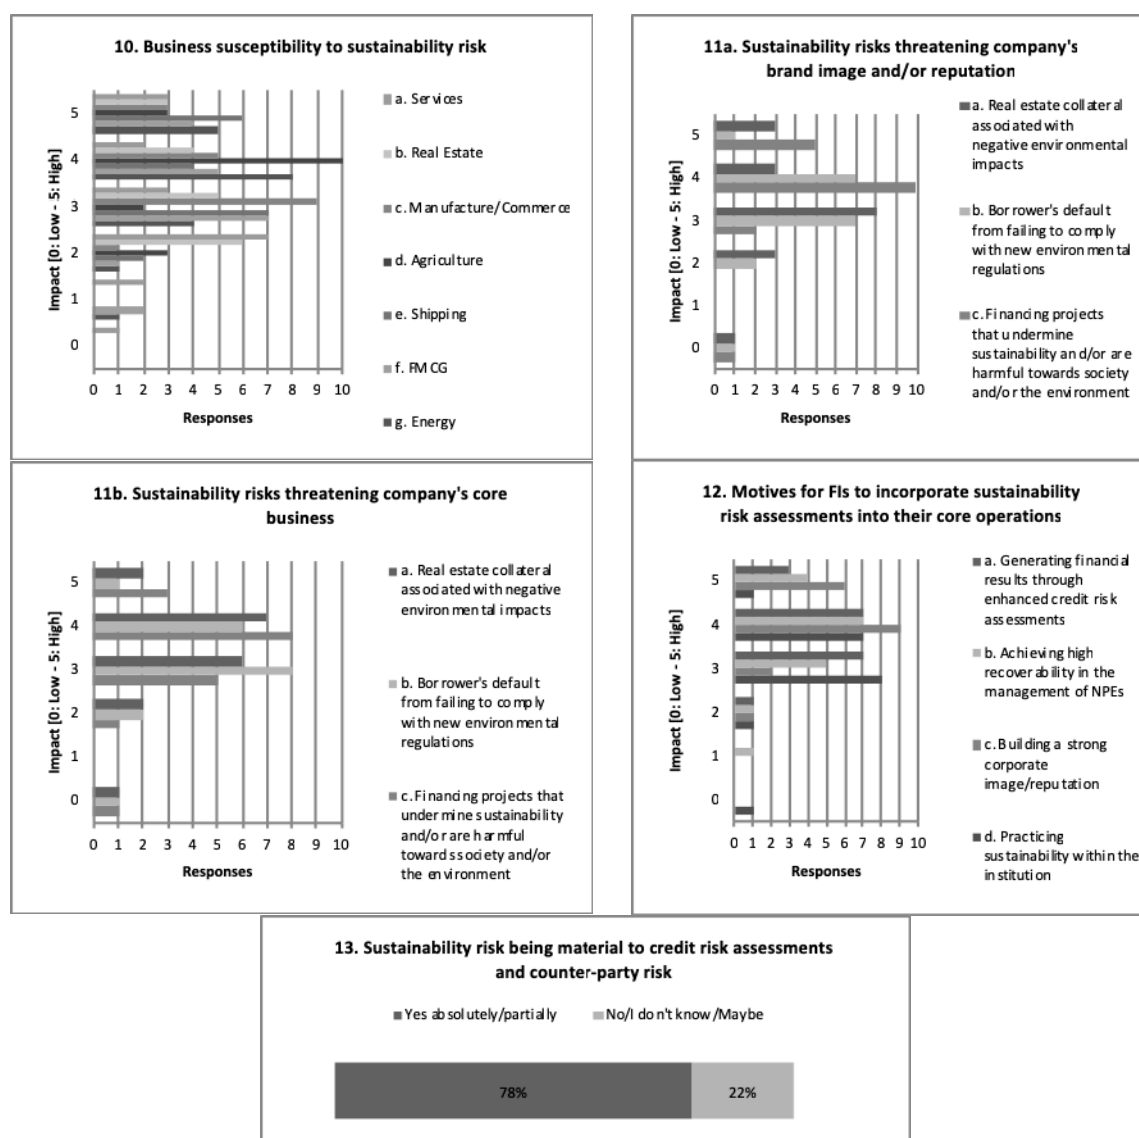 10. Business susceptibility to sustainability risk
Impact [0: Low - 5: High]
5
4
3
2
1
0
0 1 2 3 4 5 6 7 8 9 10
Responses
a. Services
b. Real Estate
c. Manufacture/Commerce
d. Agriculture
e. Shipping
f. FMCG
g. Energy
11a. Sustainability risks threatening company's
brand image and/or reputation
Impact [0: Low - 5: High]
5
4
3
2
1
0
0 1 2 3 4 5 6 7 8 9 10
Responses
a. Real estate collateral
associated with
negative environmental
impacts
b. Borrower's default
from failing to comply
with new environmental
regulations
c. Financing projects
that undermine
sustainability and/or are
harmful towards society
and/or the environment
11b. Sustainability risks threatening company's core
business
Impact [0: Low - 5: High]
5
4
3
2
1
0
0 1 2 3 4 5 6 7 8 9 10
Responses
a. Real estate collateral
associated with negative
environmental impacts
b. Borrower's default
from failing to comply
with new environmental
regulations
c. Financing projects that
undermine sustainability
and/or are harmful
towards society and/or
the environment
12. Motives for FIs to incorporate sustainability
risk assessments into their core operations
Impact [0: Low - 5: High]
5
4
3
2
1
0
0 1 2 3 4 5 6 7 8 9 10
Responses
a. Generating financial
results through
enhanced credit risk
assessments
b. Achieving high
recoverability in the
management of NPEs
c. Building a strong
corporate
image/reputation
d. Practicing
sustainability within the
institution
13. Sustainability risk being material to credit risk assessments
and counter-party risk
Yes absolutely/partially No/I don't know/Maybe
78% 22%